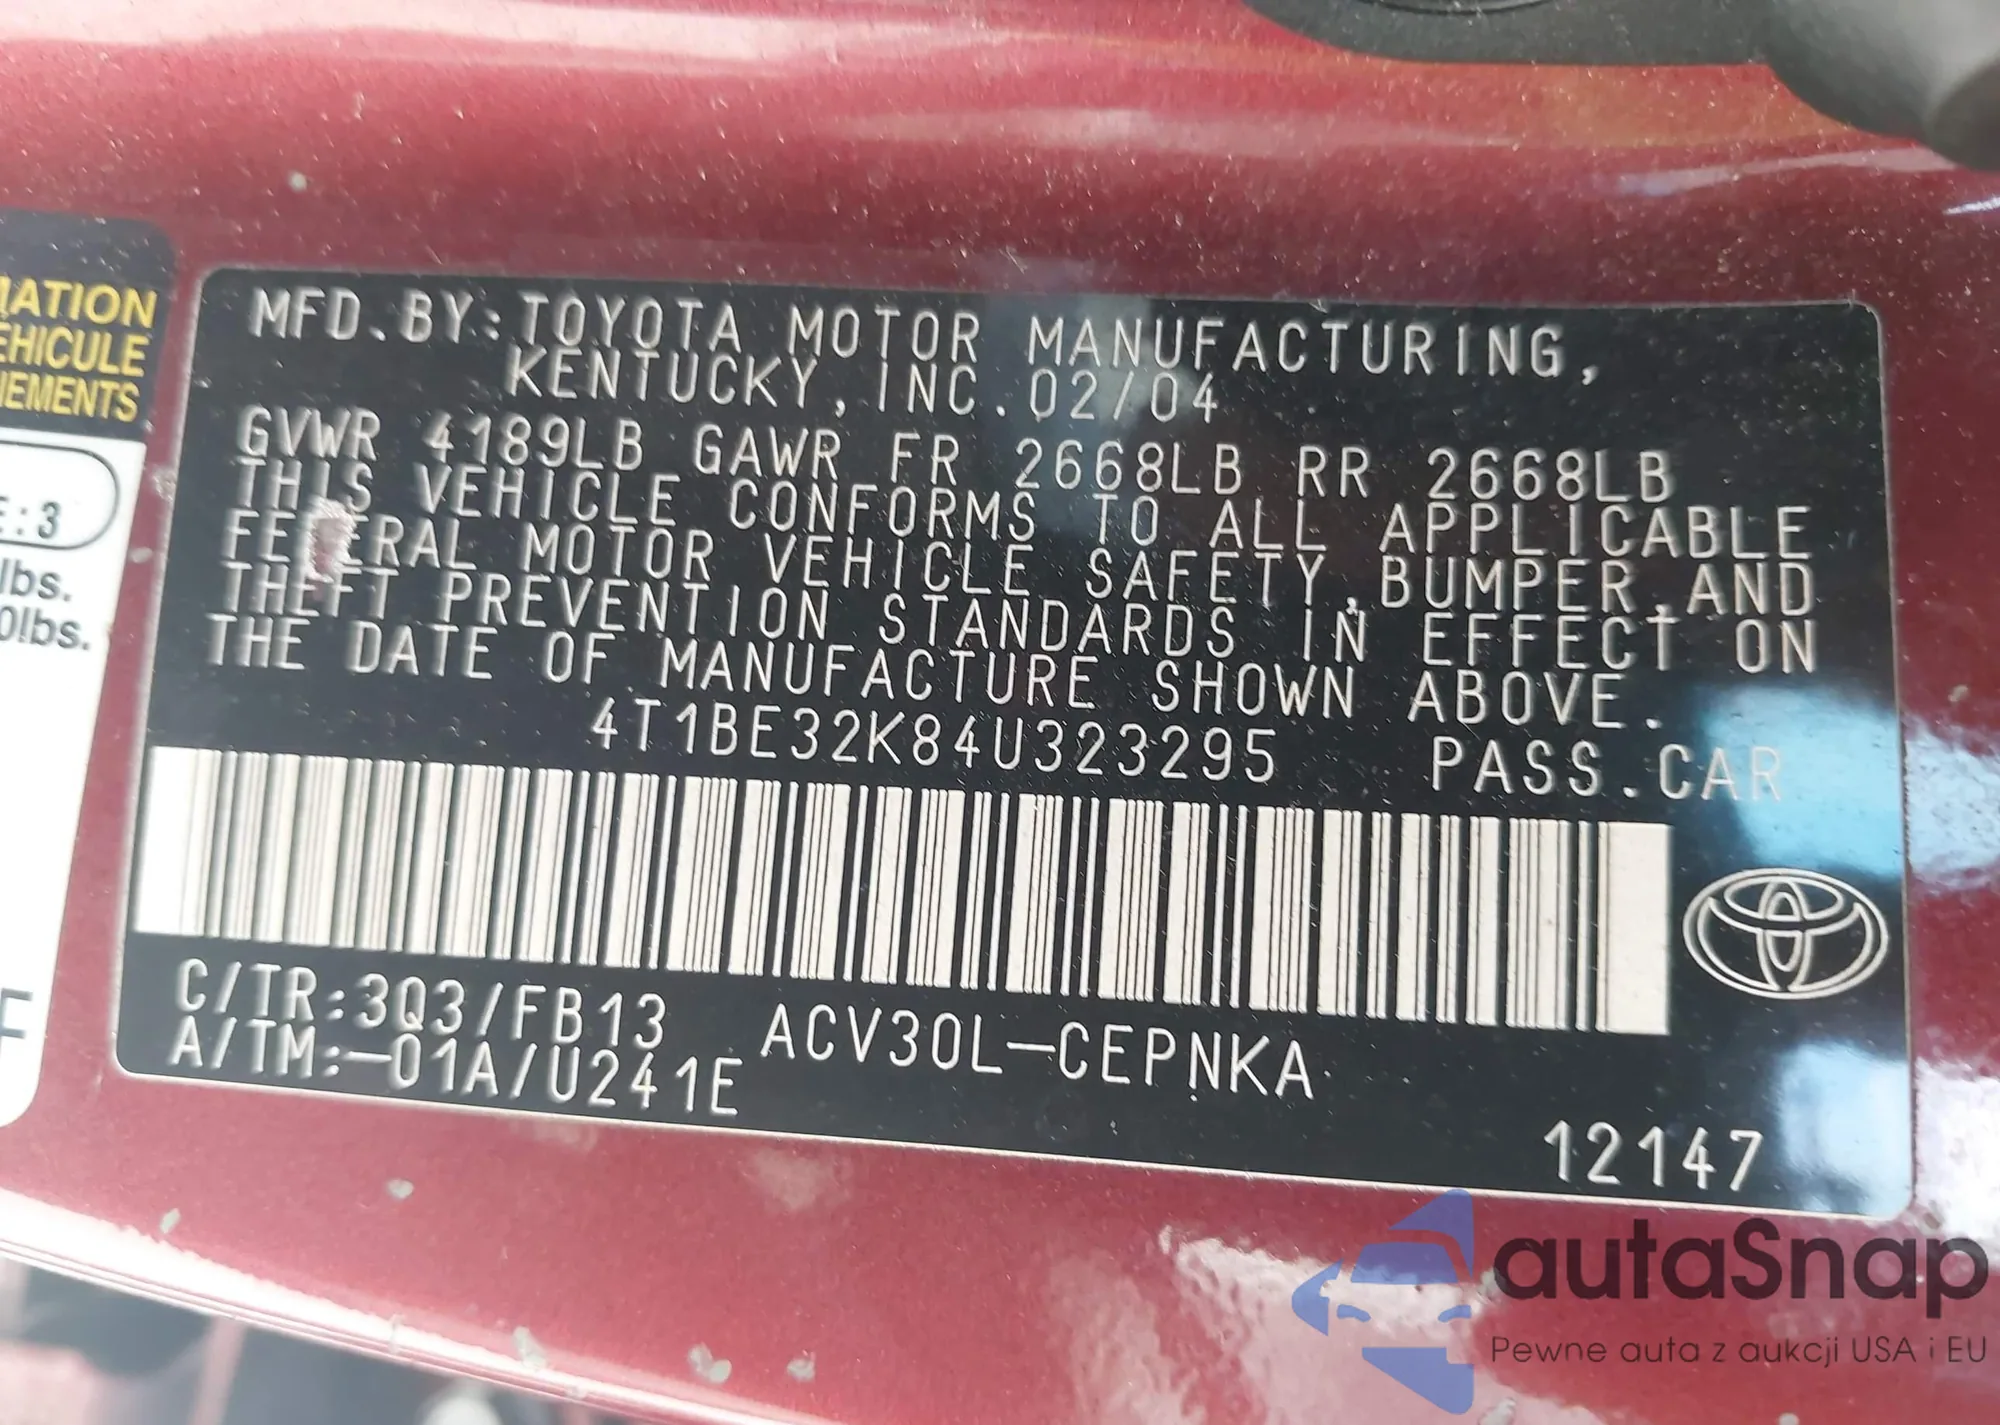 MATION
EHICULE
NEMENTS
E:3
lbs.
0lbs.
F
MFD.BY:TOYOTA MOTOR MANUFACTURING,
KENTUCKY, INC.02/04
GVWR 4189LB GAWR FR 2668LB RR 2668LB
THIS VEHICLE CONFORMS TO ALL APPLICABLE
FEDERAL MOTOR VEHICLE SAFETY,BUMPER,AND
THEFT PREVENTION STANDARDS IN EFFECT ON
THE DATE OF MANUFACTURE SHOWN ABOVE.
4T1BE32K84U323295 PASS.CAR
C/TR:3Q3/FB13 ACV30L-CEPNKA
A/TM:-01A/U241E
12147
autaSnap
Pewne auta z aukcji USA i EU